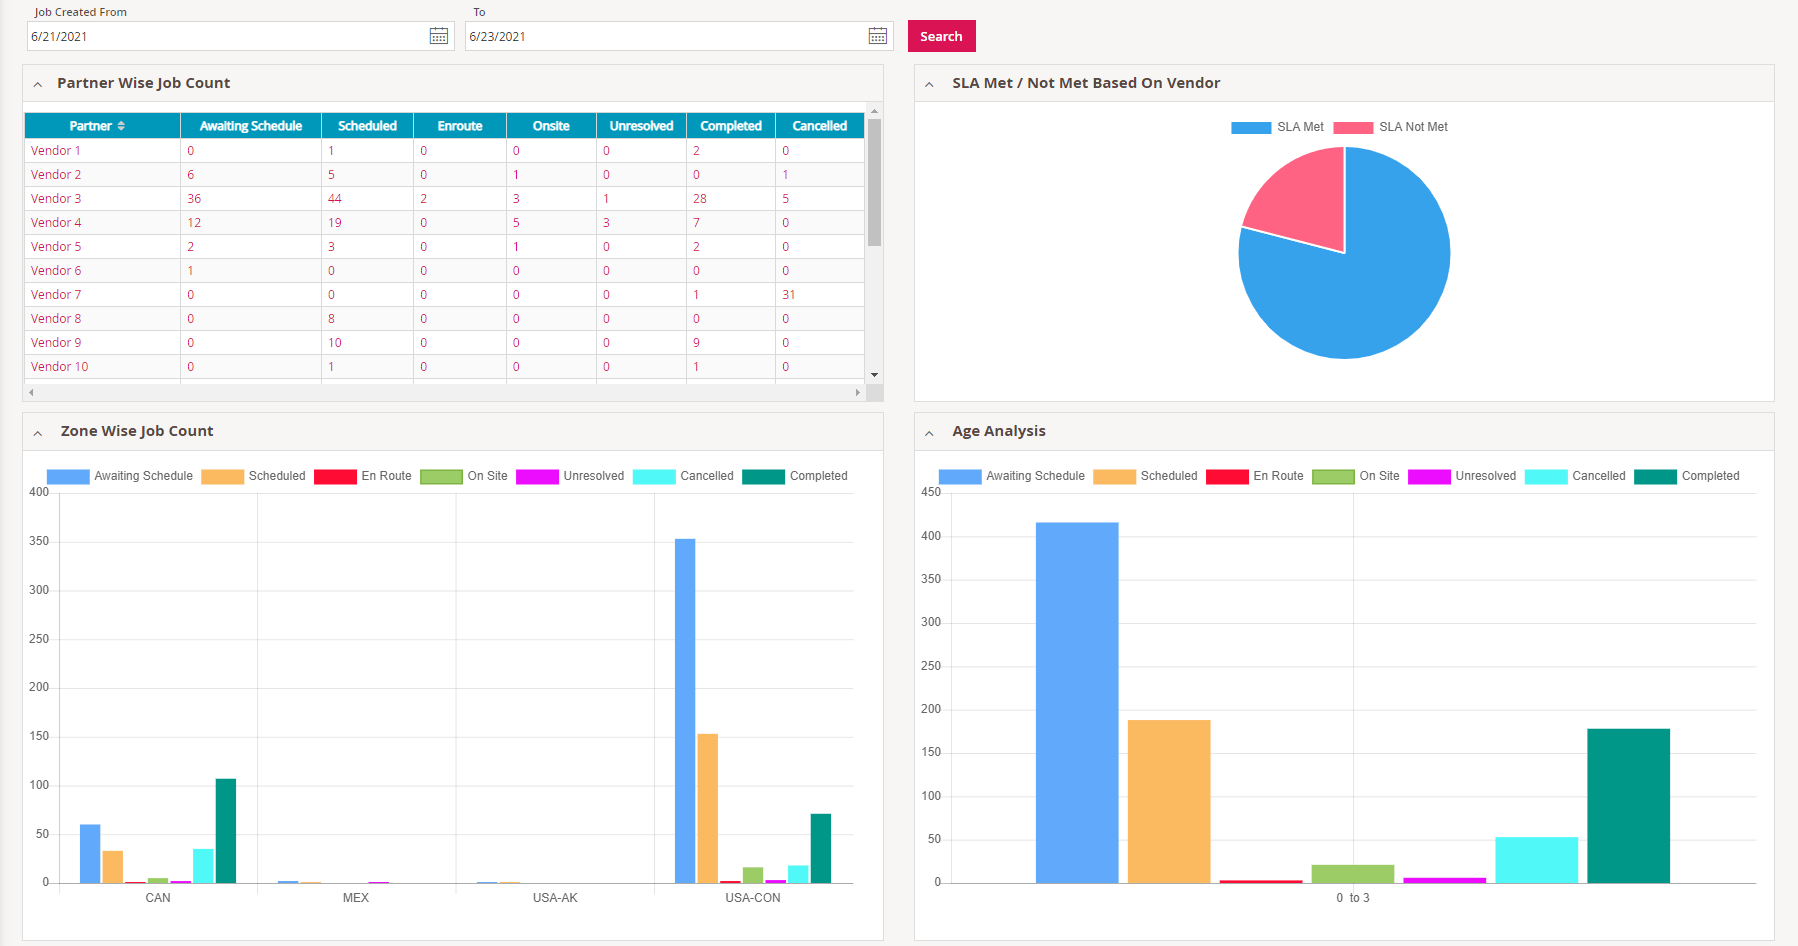 Job Created From
To
6/21/2021
6/23/2021
Search
Partner Wise Job Count
Partner Awaiting Schedule Scheduled Enroute Onsite Unresolved Completed Cancelled
Vendor 1 0 1 0 0 0 2 0
Vendor 2 6 5 0 1 0 0 1
Vendor 3 36 44 2 3 1 28 5
Vendor 4 12 19 0 5 3 7 0
Vendor 5 2 3 0 1 0 2 0
Vendor 6 1 0 0 0 0 0 0
Vendor 7 0 0 0 0 0 1 31
Vendor 8 0 8 0 0 0 0 0
Vendor 9 0 10 0 0 0 9 0
Vendor 10 0 1 0 0 0 1 0
SLA Met / Not Met Based On Vendor
SLA Met SLA Not Met
Zone Wise Job Count
Awaiting Schedule Scheduled En Route On Site Unresolved Cancelled Completed
400
350
300
250
200
150
100
50
0
CAN MEX USA-AK USA-CON
Age Analysis
Awaiting Schedule Scheduled En Route On Site Unresolved Cancelled Completed
450
400
350
300
250
200
150
100
50
0
0 to 3